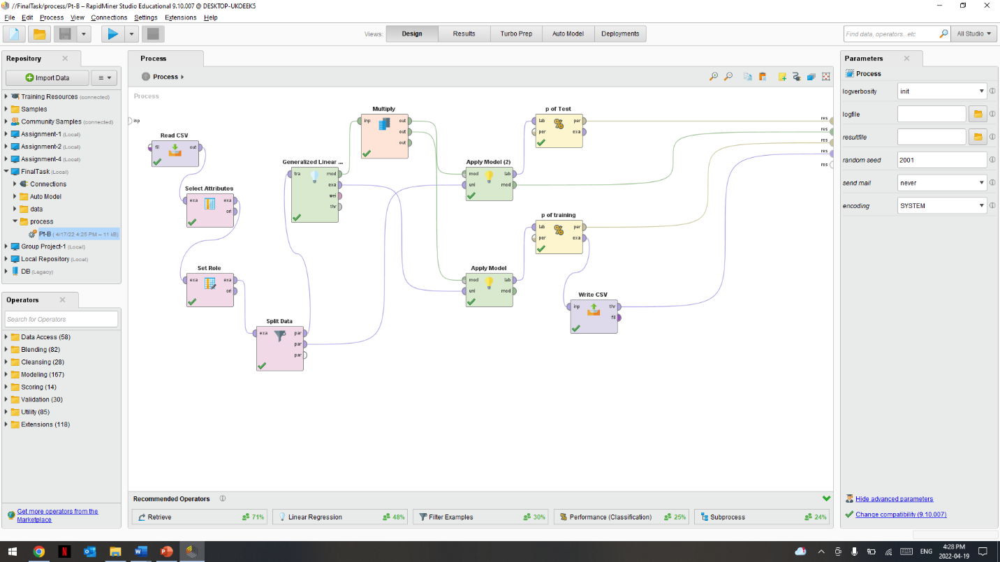 //FinalTask/process/Pt-B – RapidMiner Studio Educational 9.10.007 @ DESKTOP-UKOEEK5
File Edit Process View Connections Settings Extensions Help
Views: Design Results Turbo Prep Auto Model Deployments
Find data, operators...etc All Studio
Repository
Import Data
Training Resources (connected)
Samples
Community Samples (connected)
Assignment-1 (Local)
Assignment-2 (Local)
Assignment-4 (Local)
FinalTask (Local)
Connections
Auto Model
data
process
Pt-B ( 4/17/22 4:25 PM – 11 kB)
Group Project-1 (Local)
Local Repository (Local)
DB (Legacy)
Operators
Search for Operators
Data Access (58)
Blending (82)
Cleansing (28)
Modeling (167)
Scoring (14)
Validation (30)
Utility (85)
Extensions (118)
Get more operators from the
Marketplace
Process
Process
Process
inp
Read CSV
fil out
Select Attributes
exa exa
ori
Set Role
exa exa
ori
Split Data
exa par
par
par
Generalized Linear ...
tra mod
exa
wei
thr
Multiply
inp out
out
out
Apply Model (2)
mod lab
unl mod
Apply Model
mod lab
unl mod
p of Test
lab per
per exa
p of training
lab per
per exa
Write CSV
inp thr
fil
res
res
res
res
res
Recommended Operators
Retrieve 71%
Linear Regression 48%
Filter Examples 30%
Performance (Classification) 25%
Subprocess 24%
Parameters
Process
logverbosity init
logfile
resultfile
random seed 2001
send mail never
encoding SYSTEM
Hide advanced parameters
Change compatibility (9.10.007)
ENG
4:28 PM
2022-04-19